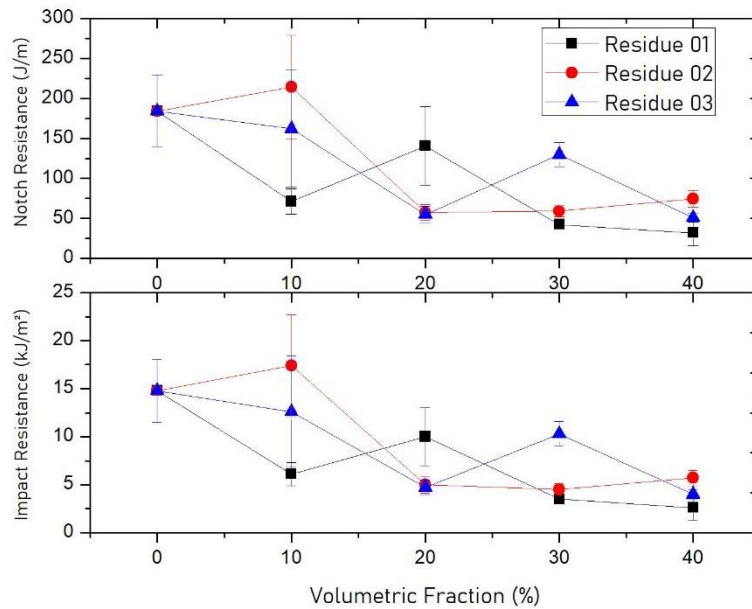 300
250
200
150
100
50
0
Notch Resistance (J/m)
Residue 01
Residue 02
Residue 03
0 10 20 30 40
25
20
15
10
5
0
Impact Resistance (kJ/m²)
0 10 20 30 40
Volumetric Fraction (%)